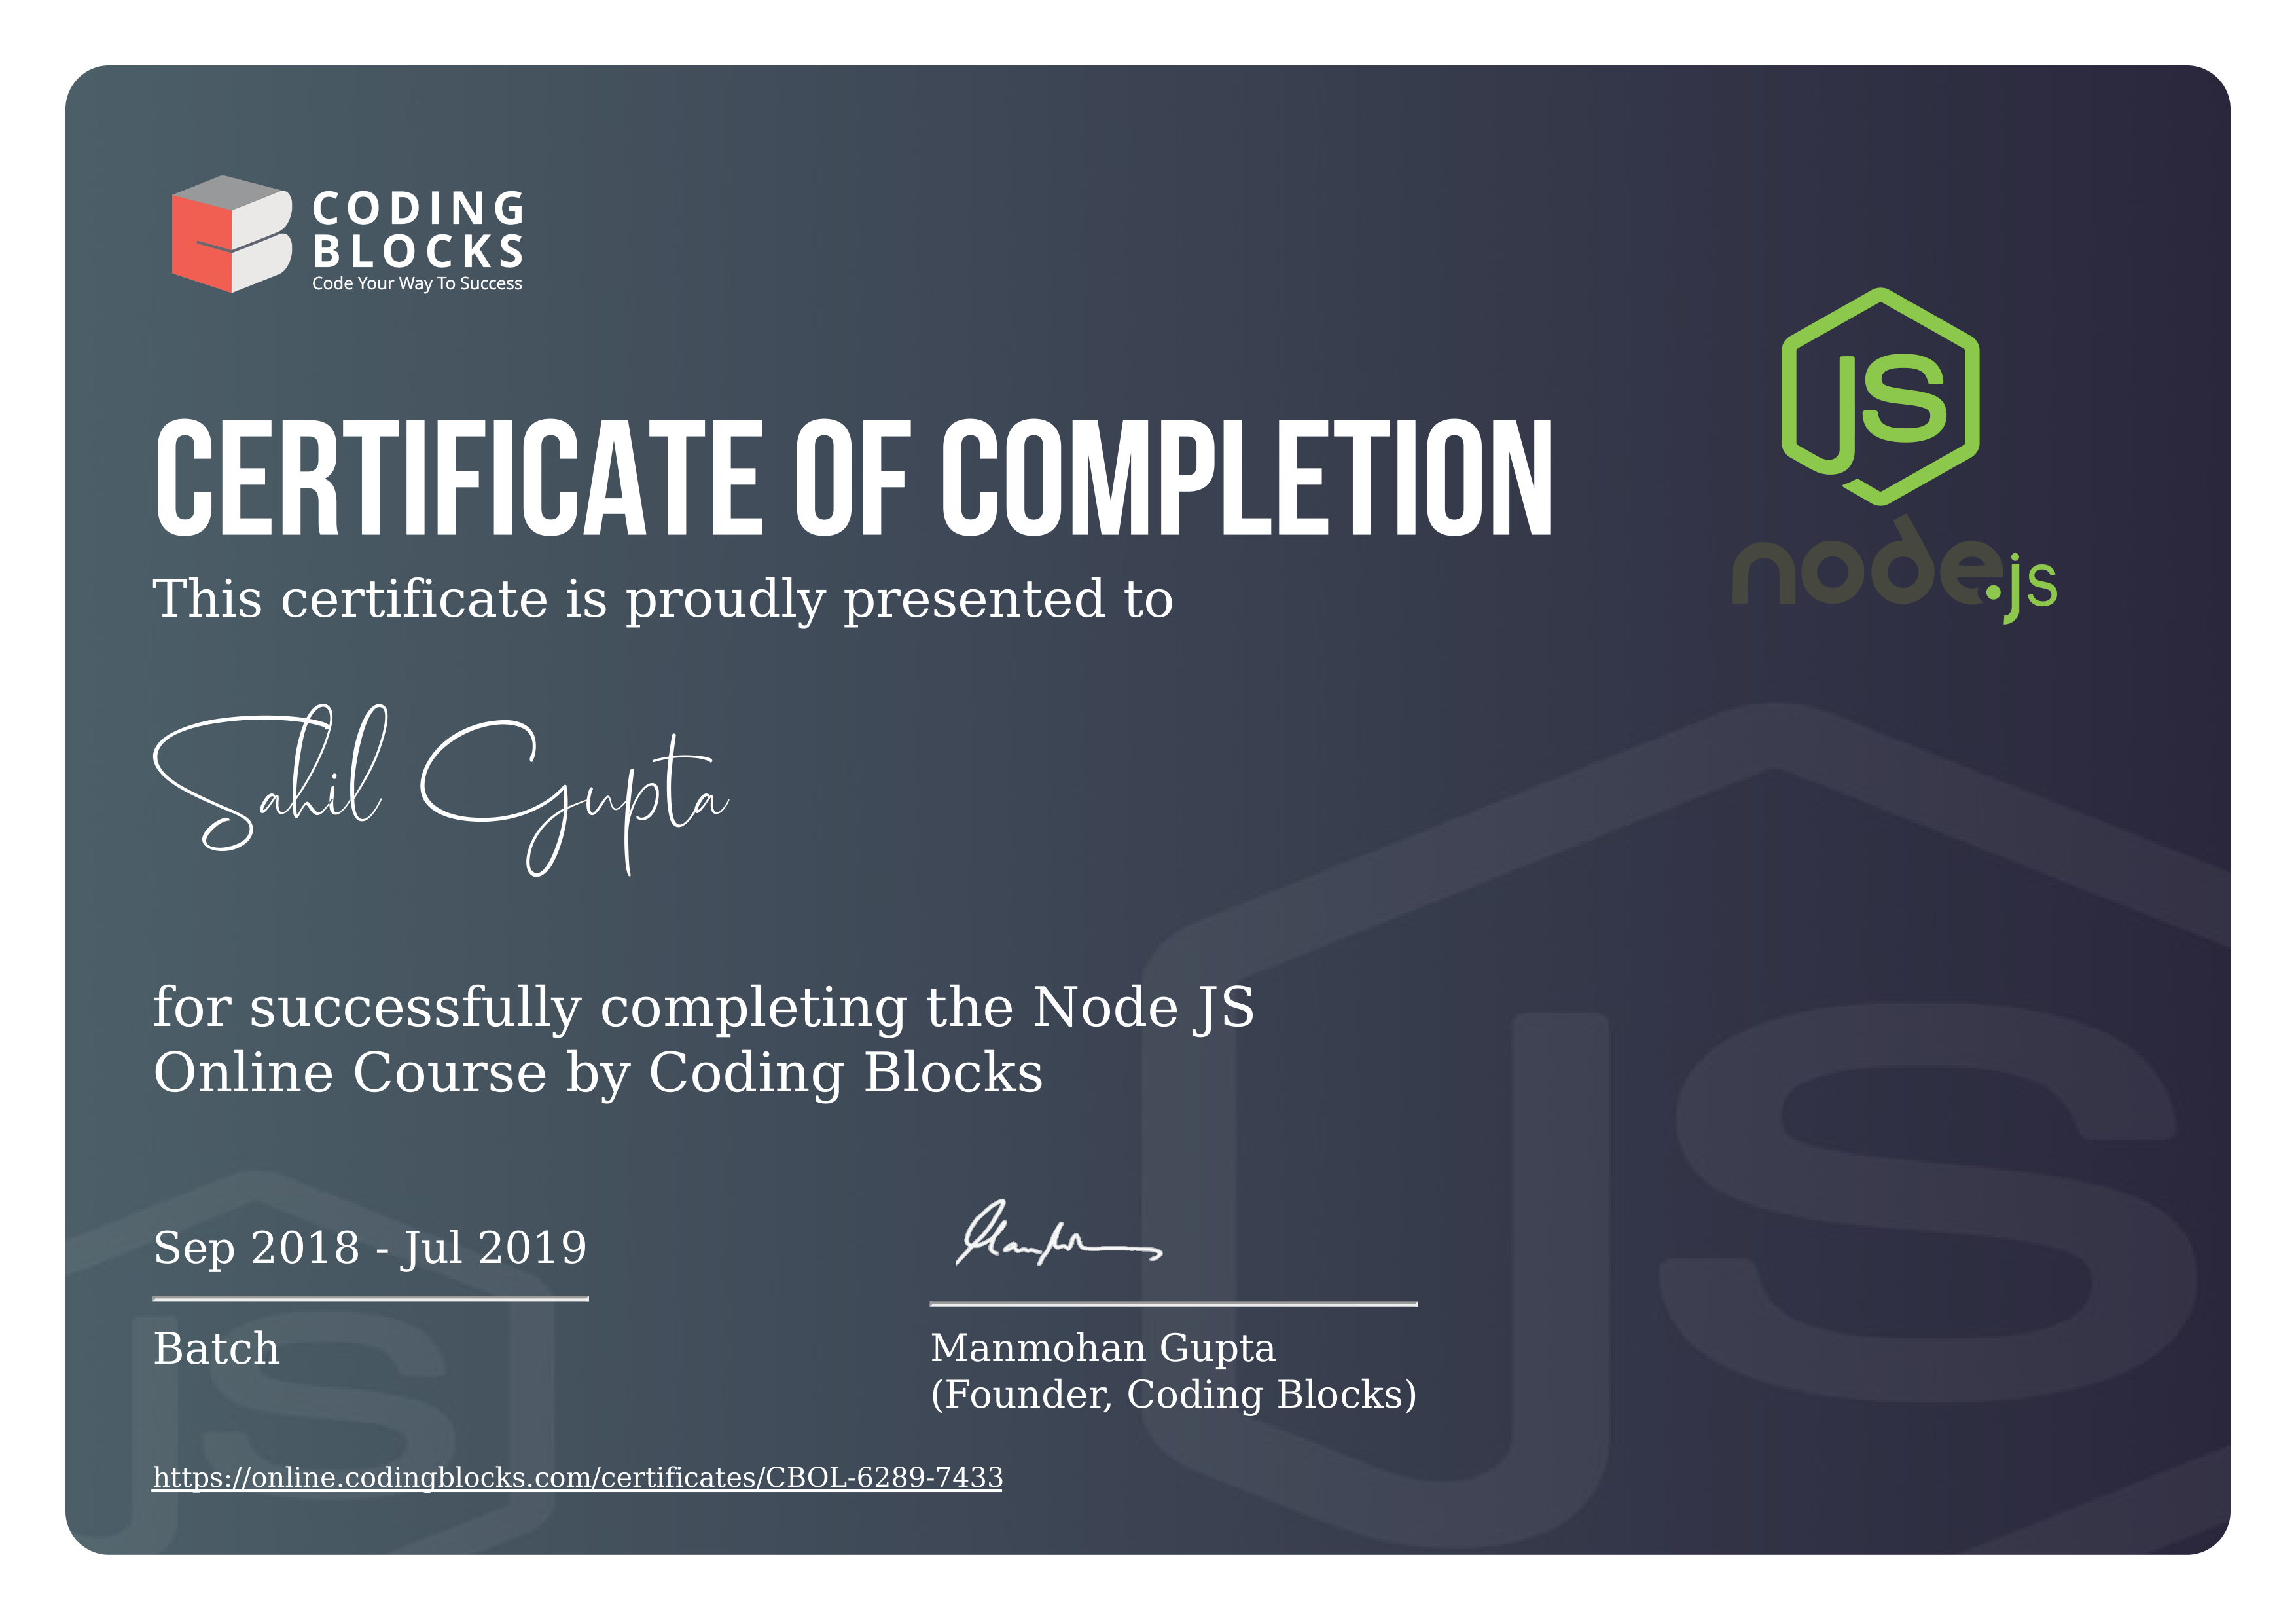 CODING
BLOCKS
Code Your Way To Success
JS
node.js
CERTIFICATE OF COMPLETION
This certificate is proudly presented to
Sahil Gupta
for successfully completing the Node JS
Online Course by Coding Blocks
Sep 2018 - Jul 2019
Batch
Manmohan Gupta
(Founder, Coding Blocks)
https://online.codingblocks.com/certificates/CBOL-6289-7433
JS
JS